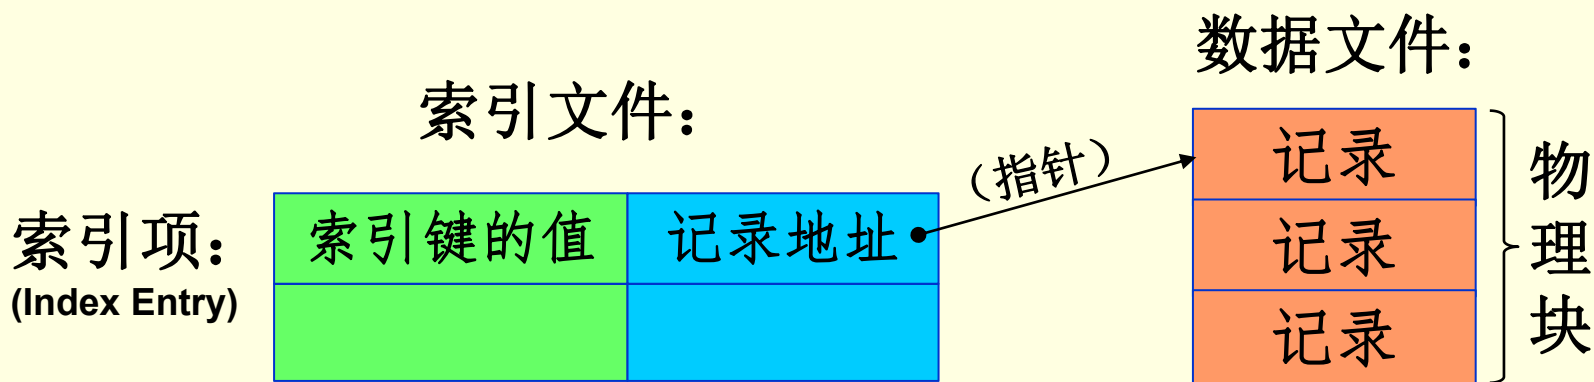 数据文件：
索引文件：
（指针）
记录
物理块
索引项：
索引键的值
记录地址
记录
(Index Entry)
记录